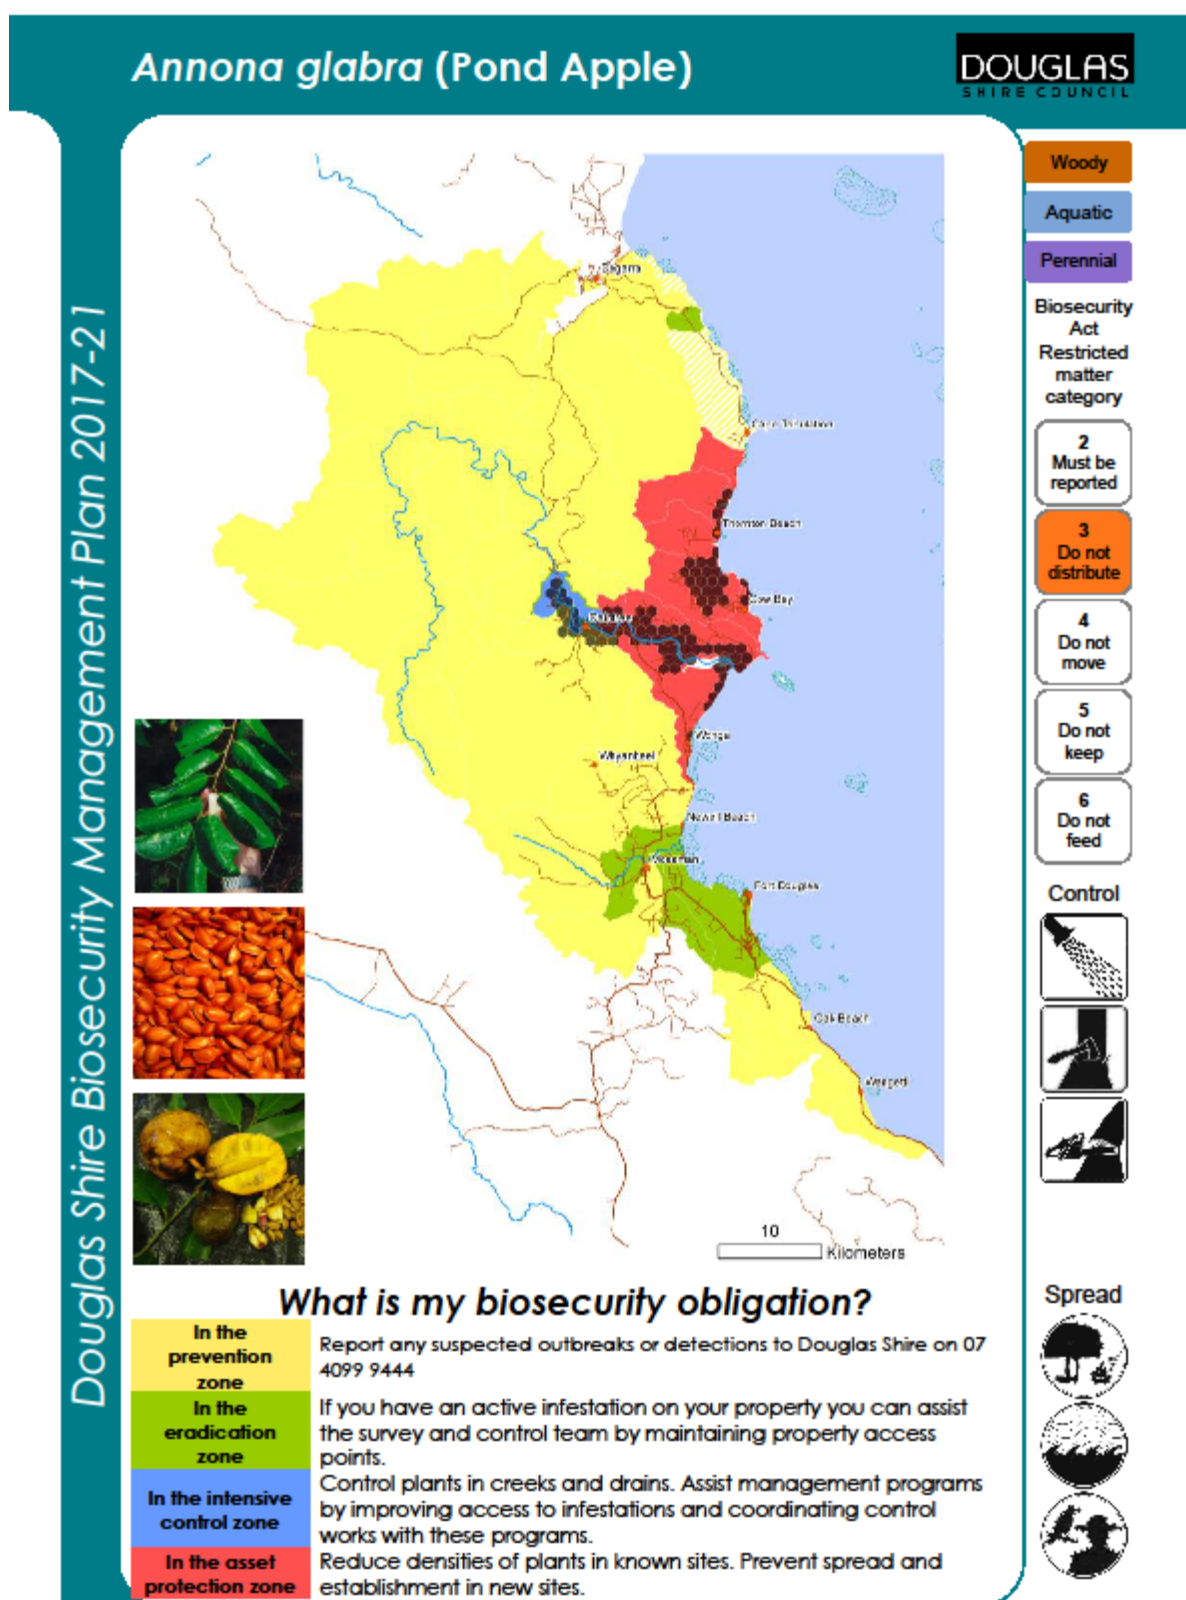 Annona glabra (Pond Apple)
DOUGLAS
SHIRE COUNCIL
Douglas Shire Biosecurity Management Plan 2017-21
Woody
Aquatic
Perennial
Biosecurity
Act
Restricted
matter
category
2
Must be
reported
3
Do not
distribute
4
Do not
move
5
Do not
keep
6
Do not
feed
Control
Spread
Cape Tribulation
Thornton Beach
Cow Bay
Wonga
Whyanbeel
Newell Beach
Mossman
Port Douglas
Oak Beach
Wangetti
10
Kilometers
What is my biosecurity obligation?
In the
prevention
zone
Report any suspected outbreaks or detections to Douglas Shire on 07
4099 9444
In the
eradication
zone
If you have an active infestation on your property you can assist
the survey and control team by maintaining property access
points.
In the intensive
control zone
Control plants in creeks and drains. Assist management programs
by improving access to infestations and coordinating control
works with these programs.
In the asset
protection zone
Reduce densities of plants in known sites. Prevent spread and
establishment in new sites.